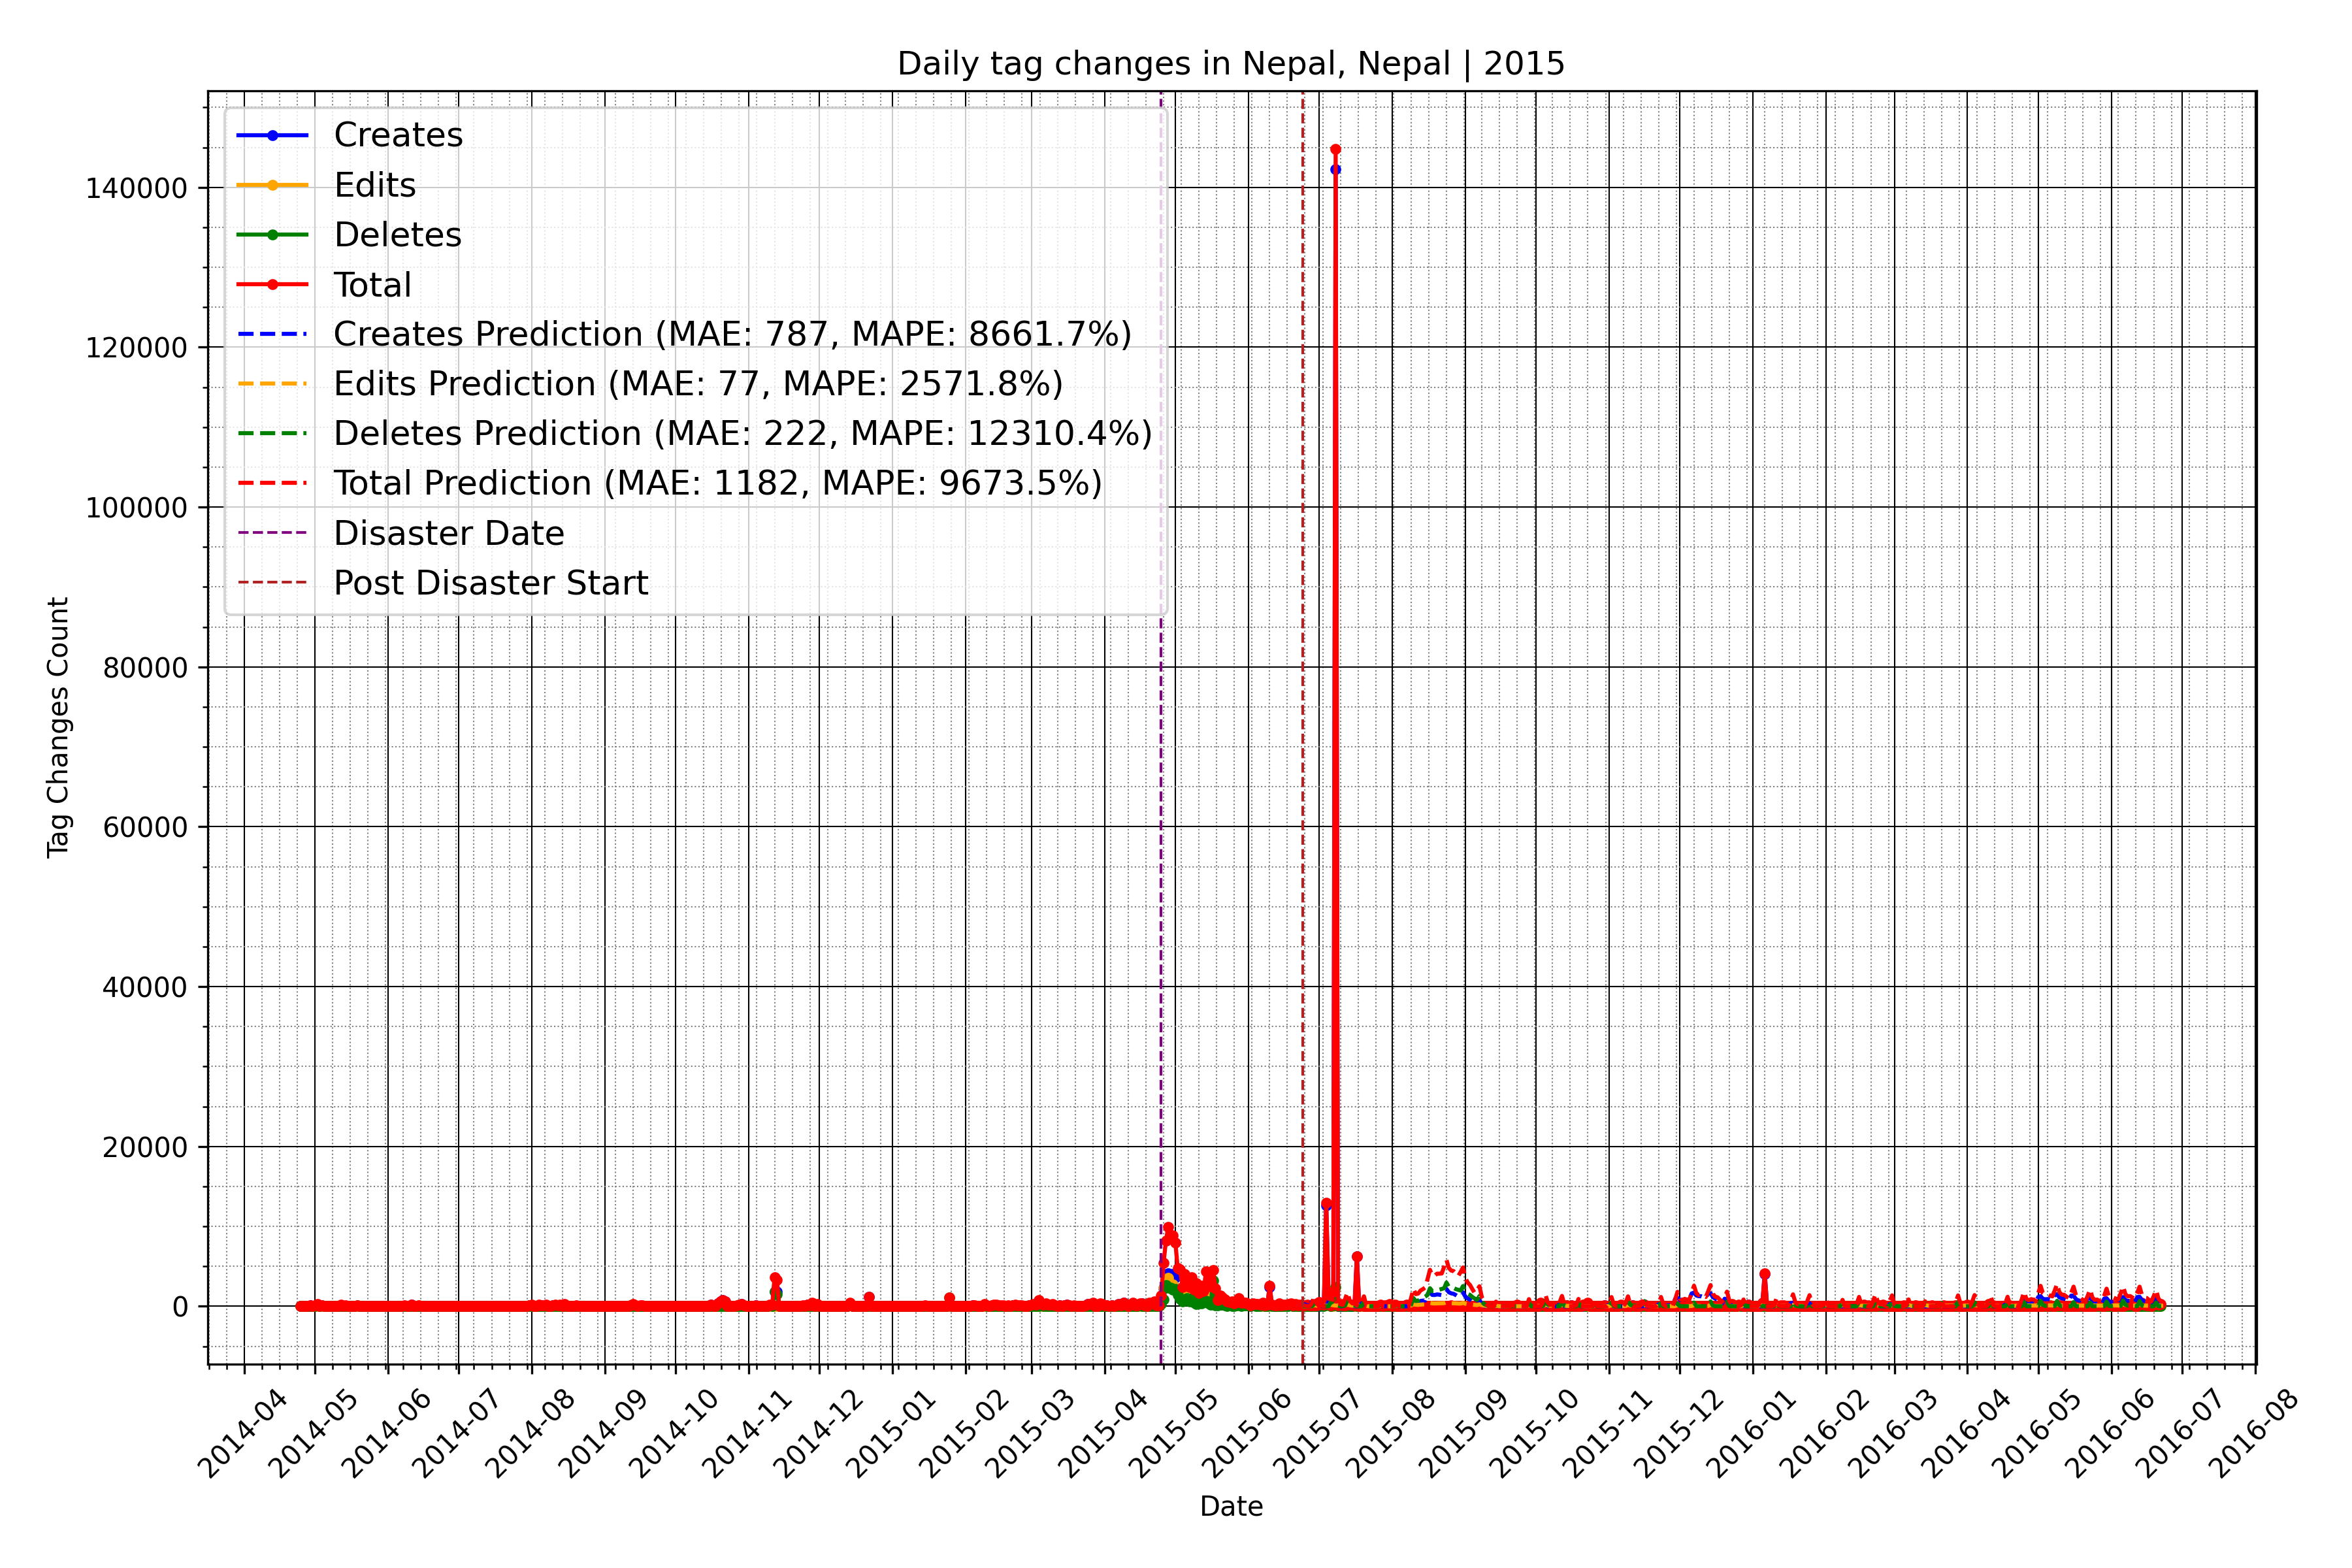 Daily tag changes in Nepal, Nepal | 2015
Creates
Edits
Deletes
Total
Creates Prediction (MAE: 787, MAPE: 8661.7%)
Edits Prediction (MAE: 77, MAPE: 2571.8%)
Deletes Prediction (MAE: 222, MAPE: 12310.4%)
Total Prediction (MAE: 1182, MAPE: 9673.5%)
Disaster Date
Post Disaster Start
Tag Changes Count
140000
120000
100000
80000
60000
40000
20000
0
2014-04
2014-05
2014-06
2014-07
2014-08
2014-09
2014-10
2014-11
2014-12
2015-01
2015-02
2015-03
2015-04
2015-05
2015-06
2015-07
2015-08
2015-09
2015-10
2015-11
2015-12
2016-01
2016-02
2016-03
2016-04
2016-05
2016-06
2016-07
2016-08
Date